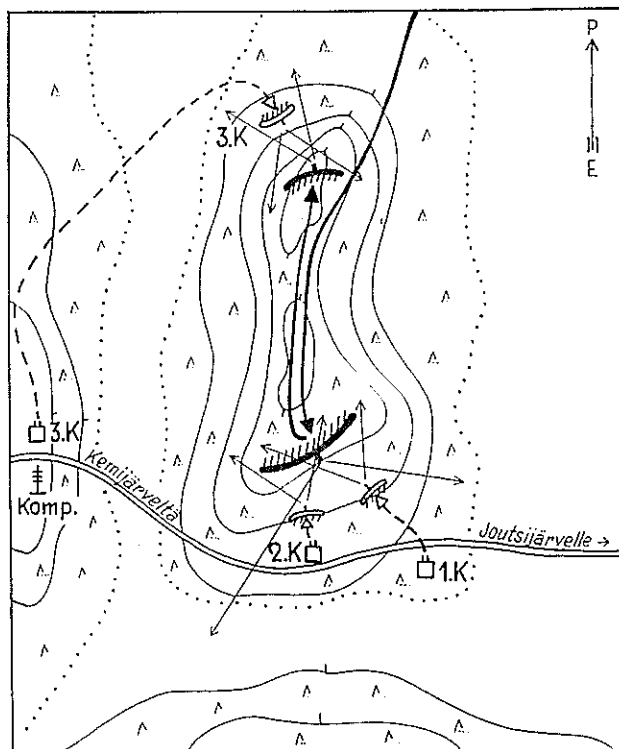 P
E
3.K
3.K
Komp.
Kemijärveltä
2.K
1.K
Joutsijärvelle →